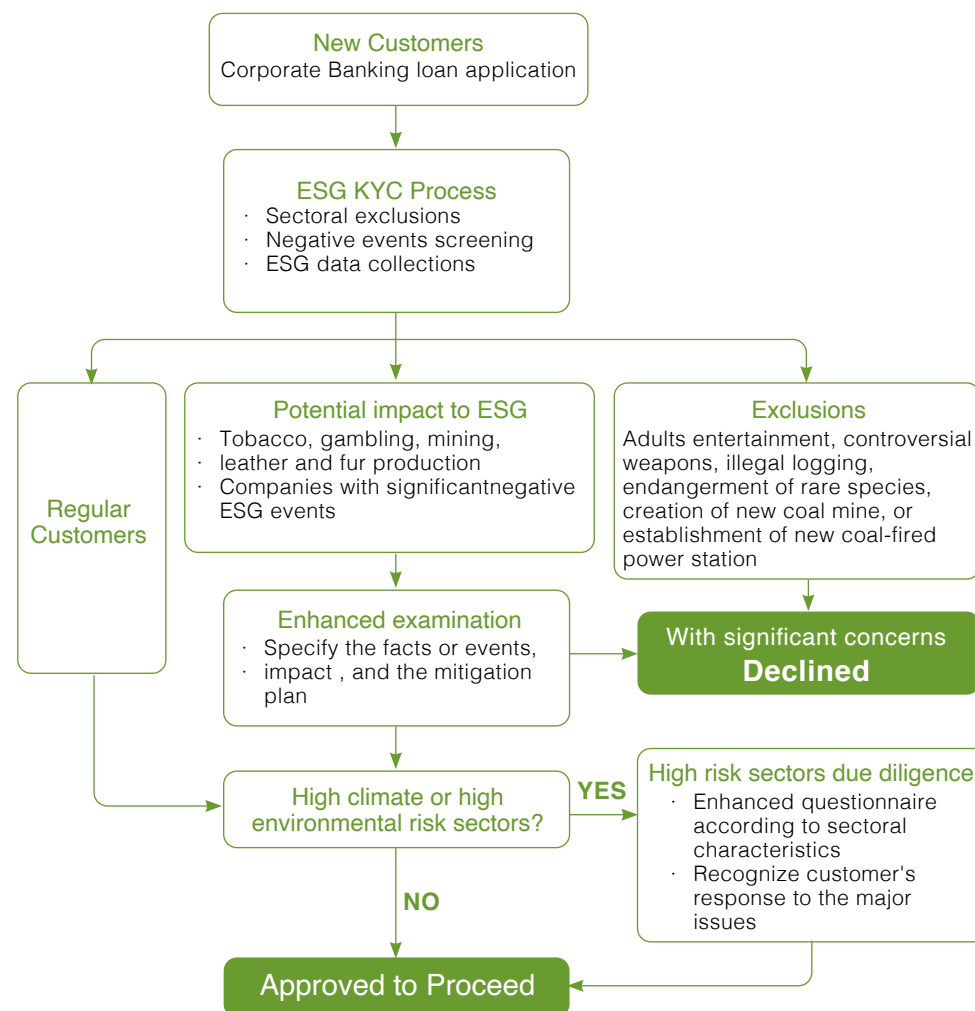 New Customers
Corporate Banking loan application
ESG KYC Process
· Sectoral exclusions
· Negative events screening
· ESG data collections
Regular
Customers
Potential impact to ESG
· Tobacco, gambling, mining,
· leather and fur production
· Companies with significantnegative
ESG events
Exclusions
Adults entertainment, controversial
weapons, illegal logging,
endangerment of rare species,
creation of new coal mine, or
establishment of new coal-fired
power station
Enhanced examination
· Specify the facts or events,
· impact , and the mitigation
plan
With significant concerns
Declined
High climate or high
environmental risk sectors?
YES
High risk sectors due diligence
· Enhanced questionnaire
according to sectoral
characteristics
· Recognize customer's
response to the major
issues
NO
Approved to Proceed